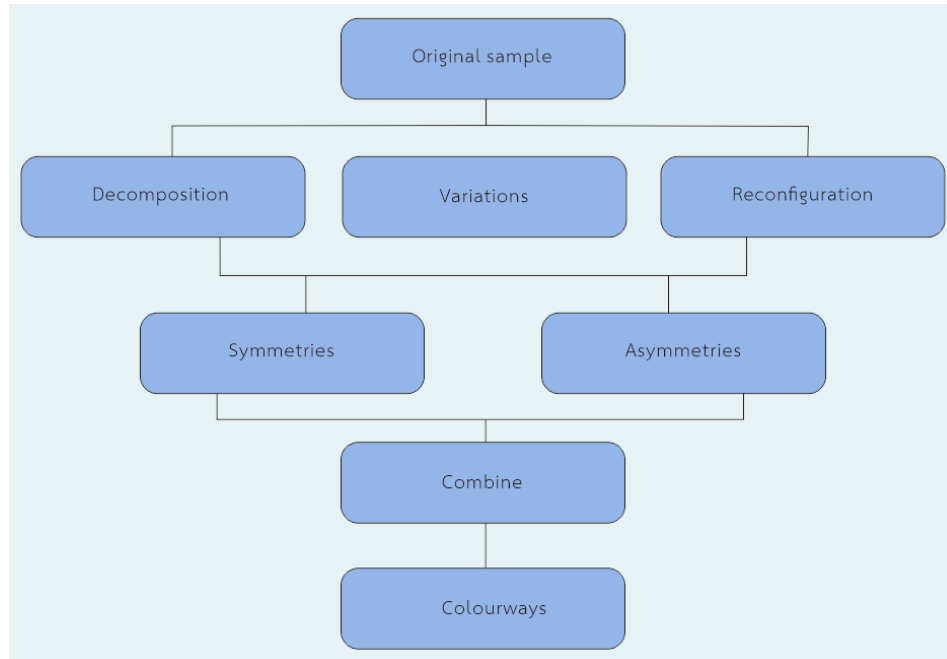 Original sample
Decomposition
Variations
Reconfiguration
Symmetries
Asymmetries
Combine
Colourways